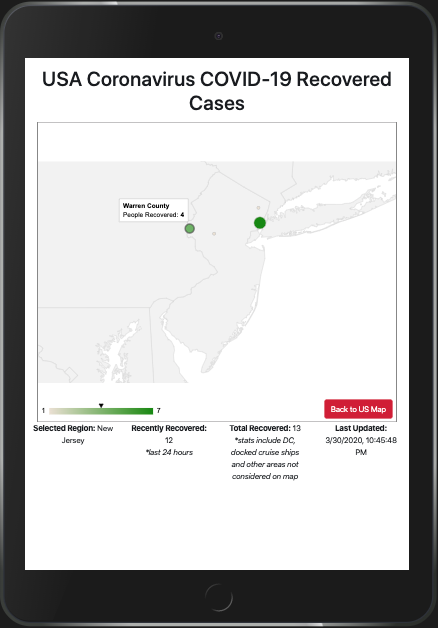 USA Coronavirus COVID-19 Recovered
Cases
Warren County
People Recovered: 4
1
7
Back to US Map
Selected Region: New
Jersey
Recently Recovered:
12
*last 24 hours
Total Recovered: 13
*stats include DC,
docked cruise ships
and other areas not
considered on map
Last Updated:
3/30/2020, 10:45:48
PM